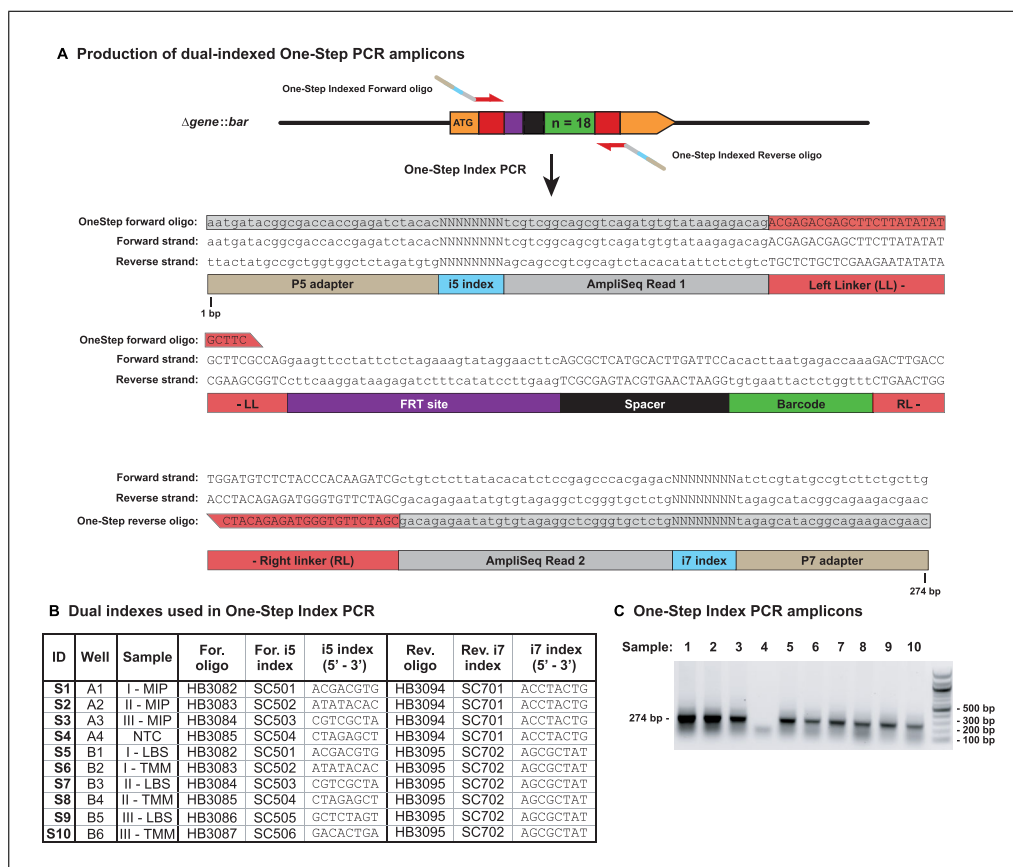 A Production of dual-indexed One-Step PCR amplicons
One-Step Indexed Forward oligo
Δgene::bar
ATG
n = 18
One-Step Indexed Reverse oligo
One-Step Index PCR
OneStep forward oligo: aatgatacggcgaccaccgagatctacacNNNNNNNNtcgtcggcagcgtcagatgtgtataagagacagACGAGACGAGCTTCTTATATAT
Forward strand: aatgatacggcgaccaccgagatctacacNNNNNNNNtcgtcggcagcgtcagatgtgtataagagacagACGAGACGAGCTTCTTATATAT
Reverse strand: ttactatgccgctggtggctctagatgtgNNNNNNNNagcagccgtcgcagtctacacatattctctgtcTGCTCTGCTCGAAGAATATATA
P5 adapter i5 index AmpliSeq Read 1 Left Linker (LL) -
1 bp
OneStep forward oligo: GCTTC
Forward strand: GCTTCGCCAGgaagttcctattctctagaaagtataggaacttcAGCGCTCATGCACTTGATTCCacacttaatgagaccaaaGACTTGACC
Reverse strand: CGAAGCGGTCcttcaaggataagagatctttcatatccttgaagTCGCGAGTACGTGAACTAAGGtgtgaattactctggtttCTGAACTGG
- LL FRT site Spacer Barcode RL -
Forward strand: TGGATGTCTCTACCCACAAGATCGctgtctcttatacacatctccgagcccacgagacNNNNNNNNatctcgtatgccgtcttctgcttg
Reverse strand: ACCTACAGAGATGGGTGTTCTAGCgacagagaatatgtgtagaggctcgggtgctctgNNNNNNNNtagagcatacggcagaagacgaac
One-Step reverse oligo: CTACAGAGATGGGTGTTCTAGCgacagagaatatgtgtagaggctcgggtgctctgNNNNNNNNtagagcatacggcagaagacgaac
- Right linker (RL) AmpliSeq Read 2 i7 index P7 adapter
274 bp
B Dual indexes used in One-Step Index PCR
ID Well Sample For. oligo For. i5 index i5 index (5' - 3') Rev. oligo Rev. i7 index i7 index (5' - 3')
S1 A1 I - MIP HB3082 SC501 ACGACGTG HB3094 SC701 ACCTACTG
S2 A2 II - MIP HB3083 SC502 ATATACAC HB3094 SC701 ACCTACTG
S3 A3 III - MIP HB3084 SC503 CGTCGCTA HB3094 SC701 ACCTACTG
S4 A4 NTC HB3085 SC504 CTAGAGCT HB3094 SC701 ACCTACTG
S5 B1 I - LBS HB3082 SC501 ACGACGTG HB3095 SC702 AGCGCTAT
S6 B2 I - TMM HB3083 SC502 ATATACAC HB3095 SC702 AGCGCTAT
S7 B3 II - LBS HB3084 SC503 CGTCGCTA HB3095 SC702 AGCGCTAT
S8 B4 II - TMM HB3085 SC504 CTAGAGCT HB3095 SC702 AGCGCTAT
S9 B5 III - LBS HB3086 SC505 GCTCTAGT HB3095 SC702 AGCGCTAT
S10 B6 III - TMM HB3087 SC506 GACACTGA HB3095 SC702 AGCGCTAT
C One-Step Index PCR amplicons
Sample: 1 2 3 4 5 6 7 8 9 10
274 bp -
- 500 bp
- 300 bp
- 200 bp
- 100 bp